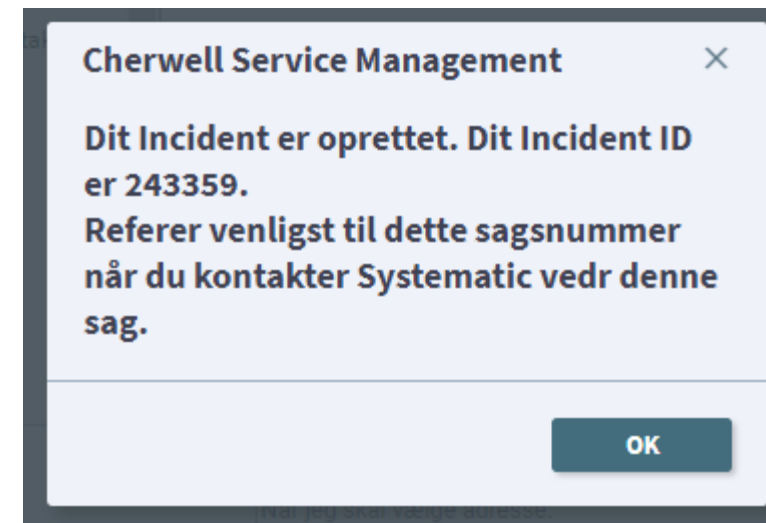 Cherwell Service Management
Dit Incident er oprettet. Dit Incident ID
er 243359.
Referer venligst til dette sagsnummer
når du kontakter Systematic vedr denne
sag.
OK
Når jeg skal vælge adresse.